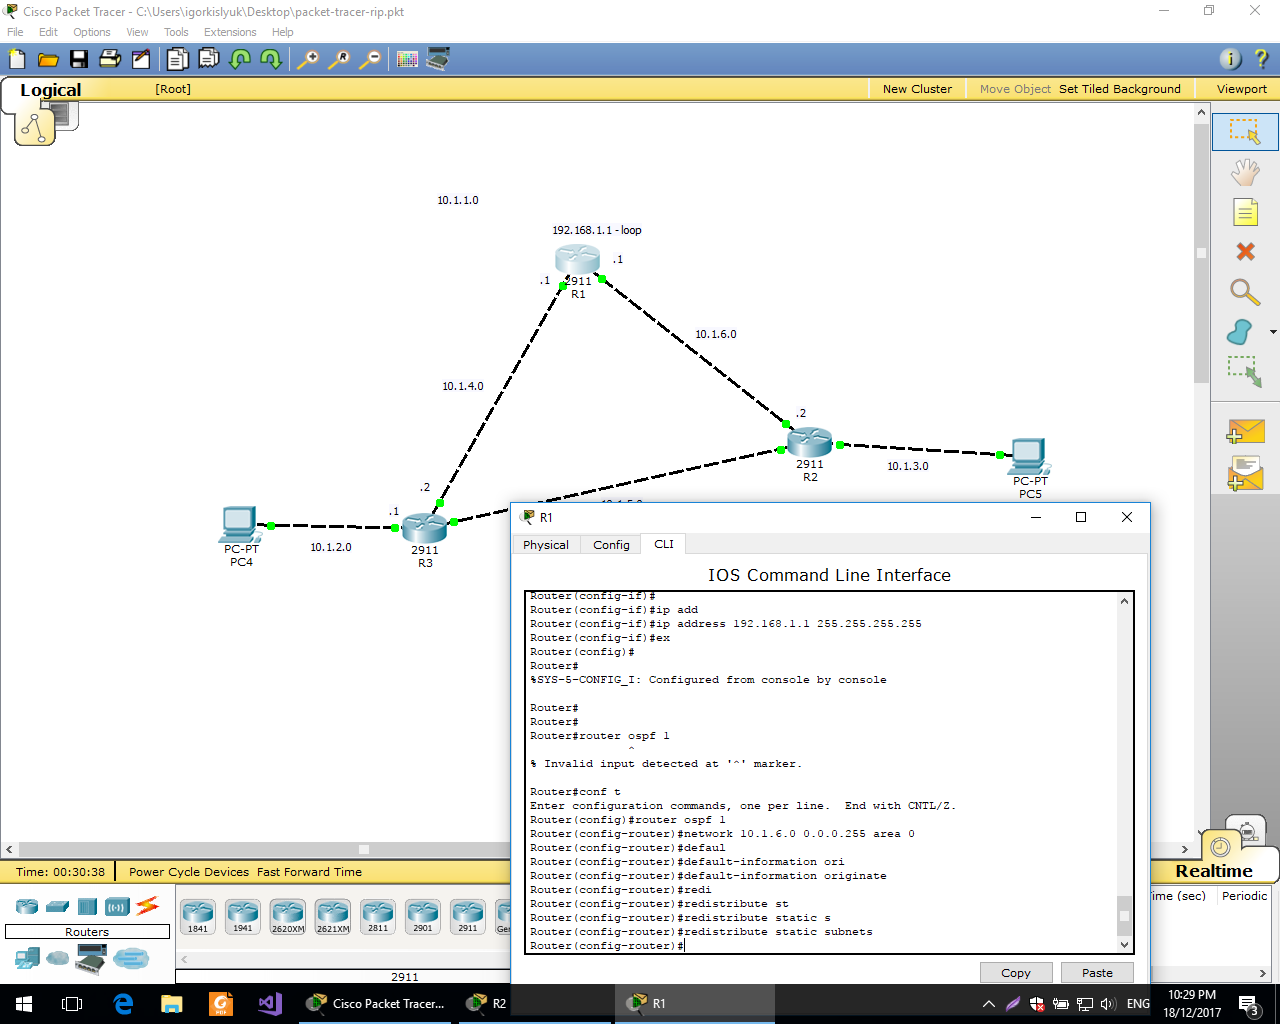 Cisco Packet Tracer - C:\Users\igorkislyuk\Desktop\packet-tracer-rip.pkt
File Edit Options View Tools Extensions Help
Logical [Root] New Cluster Move Object Set Tiled Background Viewport
10.1.1.0
192.168.1.1 - loop
.1
.1
2911
R1
10.1.6.0
10.1.4.0
.2
2911
R2
10.1.3.0
PC-PT
PC5
.2
.1
PC-PT
PC4
10.1.2.0
2911
R3
R1
Physical Config CLI
IOS Command Line Interface
Router(config-if)#
Router(config-if)#ip add
Router(config-if)#ip address 192.168.1.1 255.255.255.255
Router(config-if)#ex
Router(config)#
Router#
%SYS-5-CONFIG_I: Configured from console by console
Router#
Router#
Router#router ospf 1
^
% Invalid input detected at '^' marker.
Router#conf t
Enter configuration commands, one per line.  End with CNTL/Z.
Router(config)#router ospf 1
Router(config-router)#network 10.1.6.0 0.0.0.255 area 0
Router(config-router)#defaul
Router(config-router)#default-information ori
Router(config-router)#default-information originate
Router(config-router)#redi
Router(config-router)#redistribute st
Router(config-router)#redistribute static s
Router(config-router)#redistribute static subnets
Router(config-router)#
Copy Paste
Time: 00:30:38 Power Cycle Devices Fast Forward Time
Realtime
Periodic
Routers
1841 1941 2620XM 2621XM 2811 2901 2911
2911
Cisco Packet Tracer... R2 R1
ENG
10:29 PM
18/12/2017
3